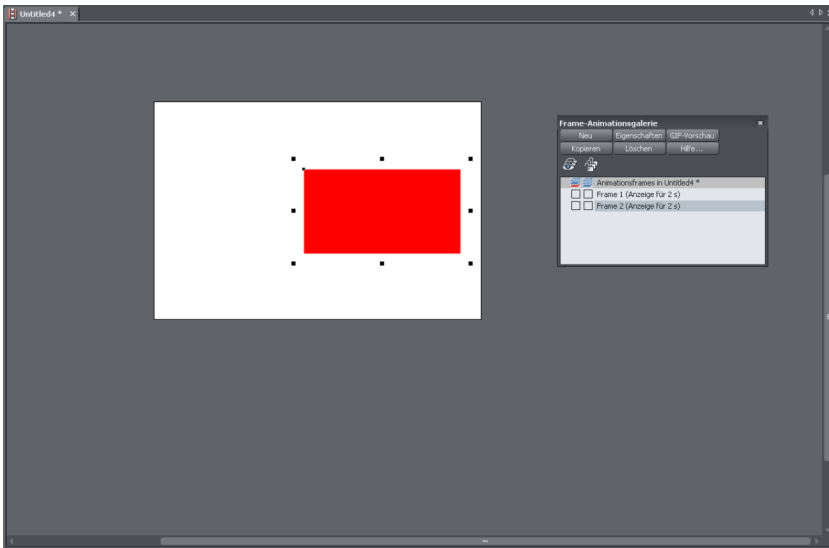 Untitled4 *
Frame-Animationsgalerie
Neu Eigenschaften GIF-Vorschau
Kopieren Löschen Hilfe...
Animationsframes in Untitled4 *
Frame 1 (Anzeige für 2 s)
Frame 2 (Anzeige für 2 s)